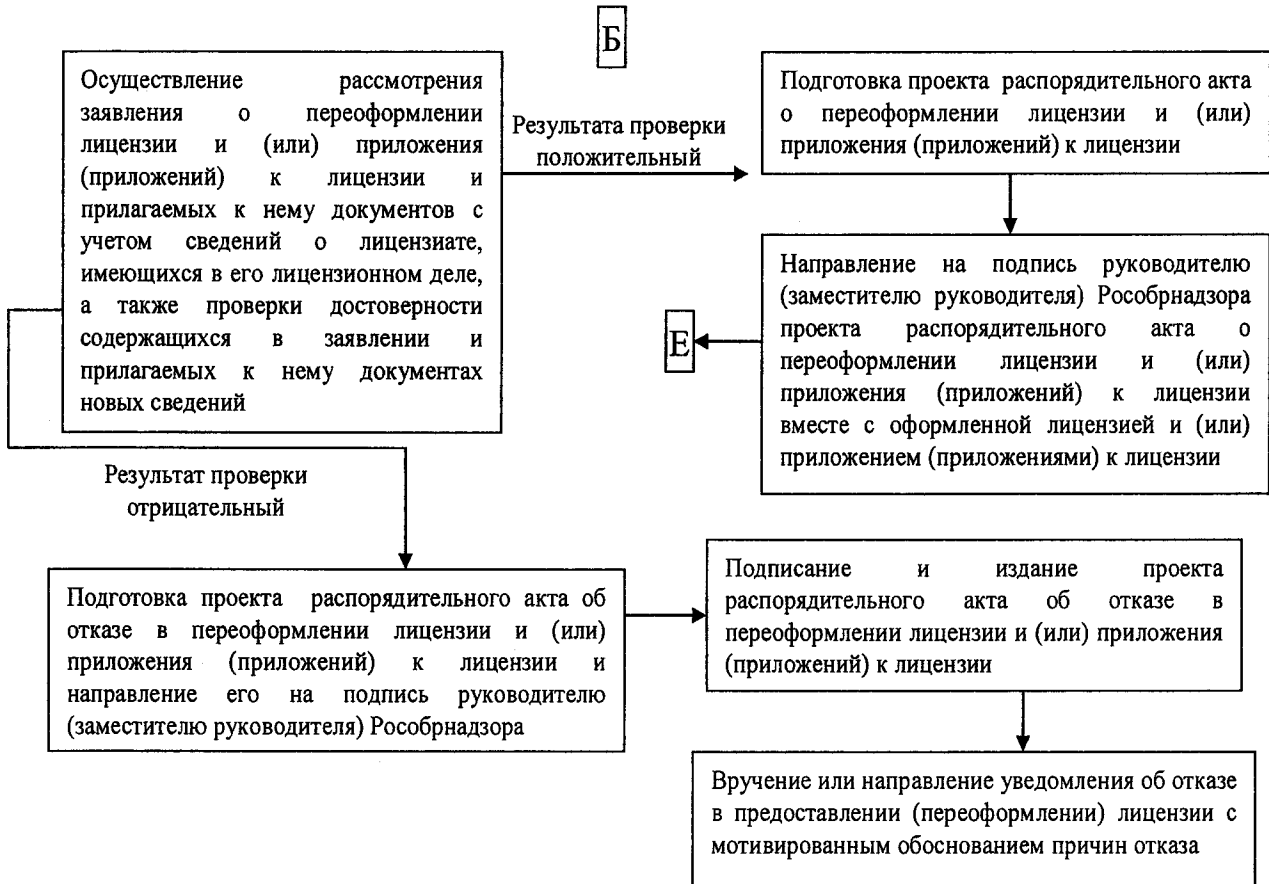 Б
Осуществление рассмотрения
заявления о переоформлении
лицензии и (или) приложения
(приложений) к лицензии и
прилагаемых к нему документов с
учетом сведений о лицензиате,
имеющихся в его лицензионном деле,
а также проверки достоверности
содержащихся в заявлении и
прилагаемых к нему документах
новых сведений
Результата проверки
положительный
Подготовка проекта распорядительного акта
о переоформлении лицензии и (или)
приложения (приложений) к лицензии
Направление на подпись руководителю
(заместителю руководителя) Рособрнадзора
проекта распорядительного акта о
переоформлении лицензии и (или)
приложения (приложений) к лицензии
вместе с оформленной лицензией и (или)
приложением (приложениями) к лицензии
Е
Результат проверки
отрицательный
Подготовка проекта распорядительного акта об
отказе в переоформлении лицензии и (или)
приложения (приложений) к лицензии и
направление его на подпись руководителю
(заместителю руководителя) Рособрнадзора
Подписание и издание проекта
распорядительного акта об отказе в
переоформлении лицензии и (или) приложения
(приложений) к лицензии
Вручение или направление уведомления об отказе
в предоставлении (переоформлении) лицензии с
мотивированным обоснованием причин отказа